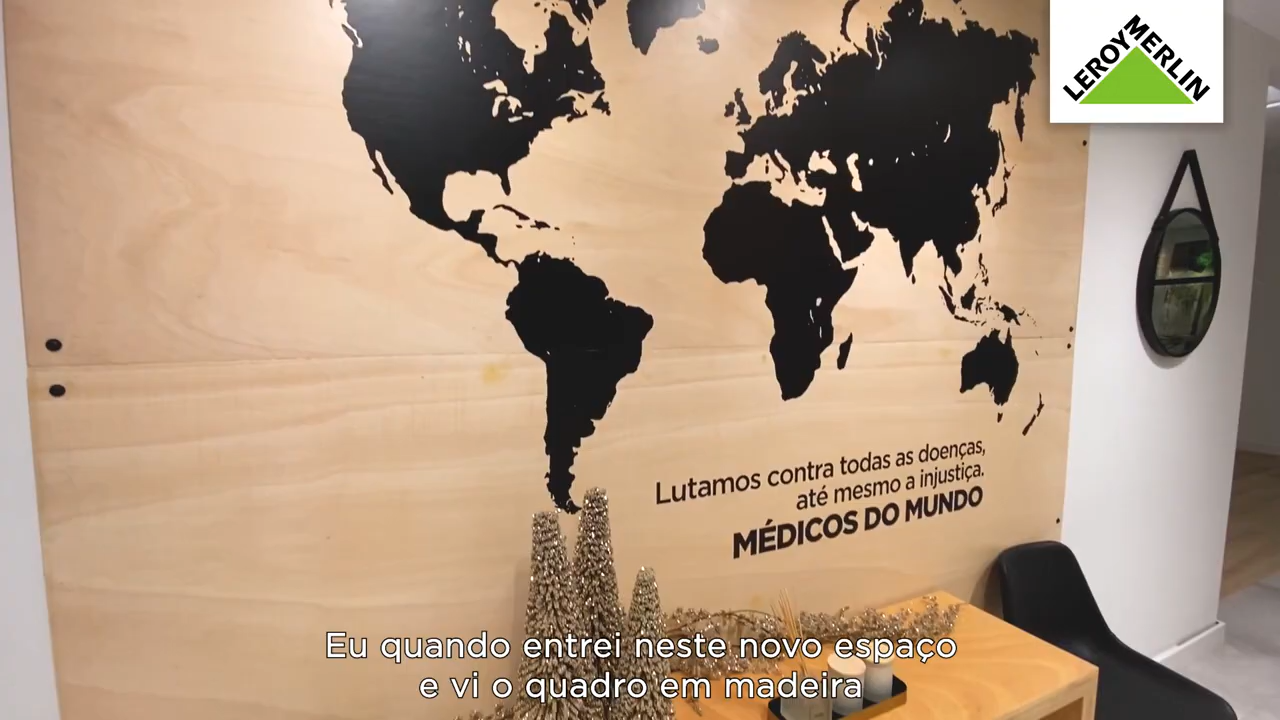 LEROY MERLIN
Lutamos contra todas as doenças,
até mesmo a injustiça.
MÉDICOS DO MUNDO
Eu quando entrei neste novo espaço
e vi o quadro em madeira